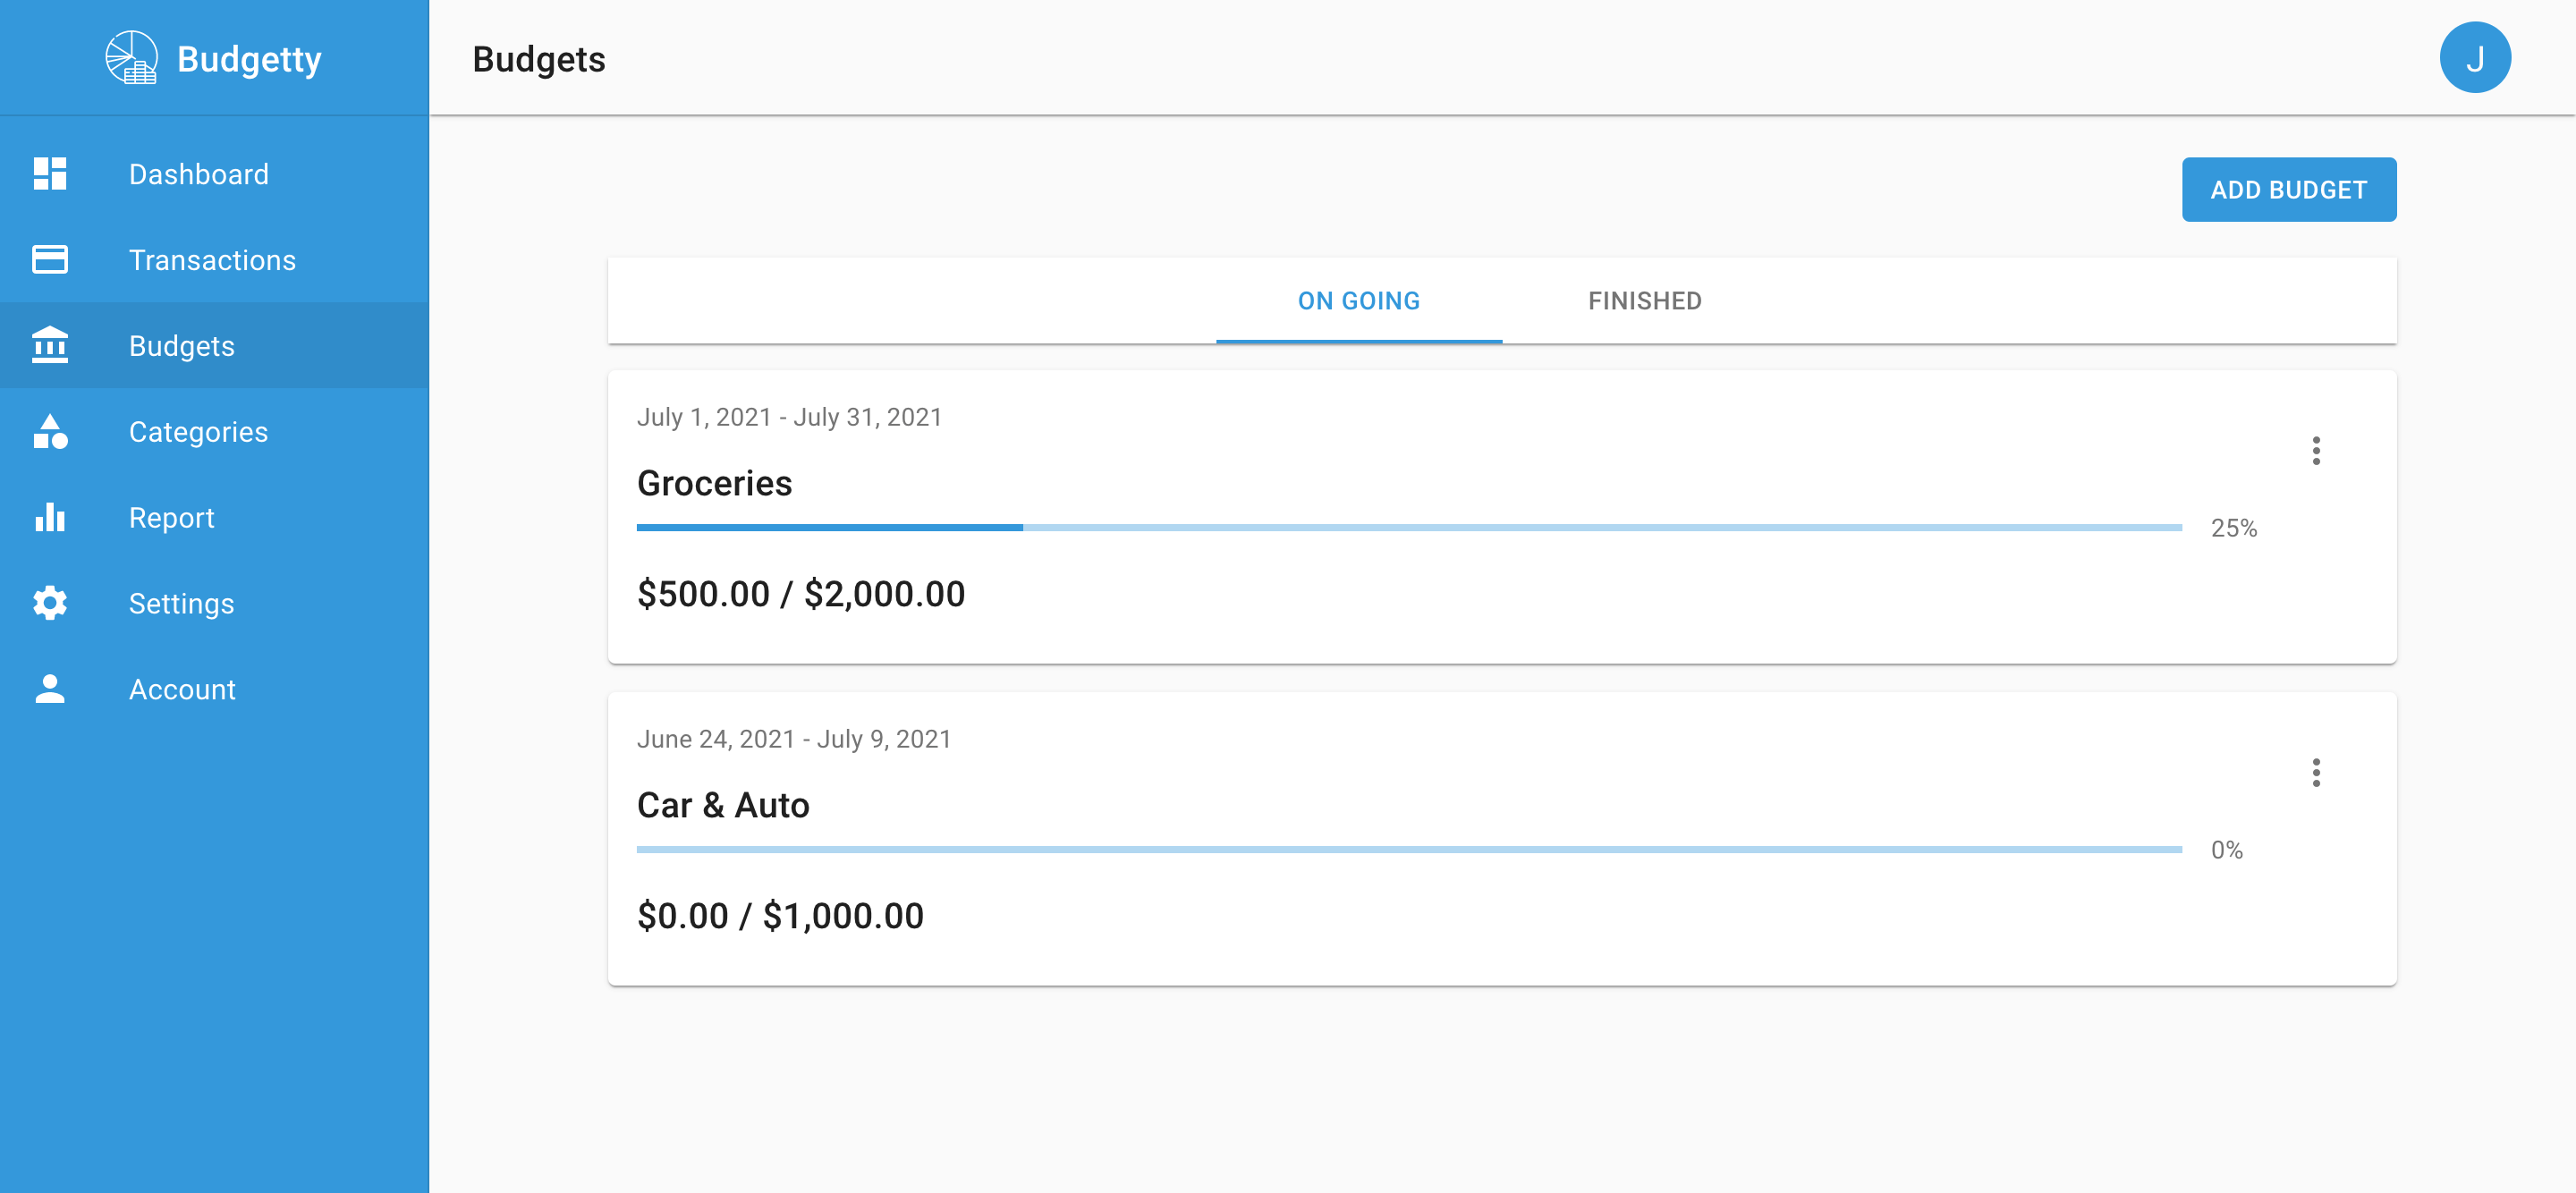 Budgetty
Budgets
J
Dashboard
Transactions
Budgets
Categories
Report
Settings
Account
ADD BUDGET
ON GOING
FINISHED
July 1, 2021 - July 31, 2021
Groceries
25%
$500.00 / $2,000.00
June 24, 2021 - July 9, 2021
Car & Auto
0%
$0.00 / $1,000.00